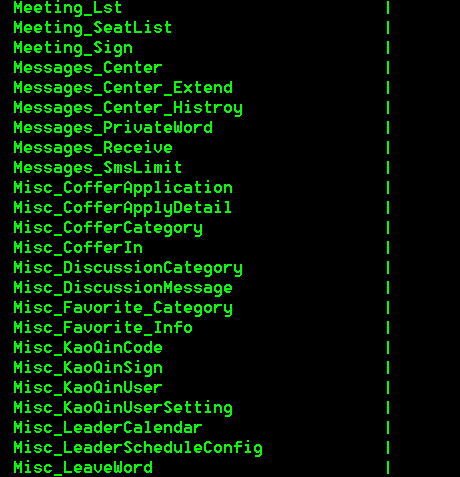 Meeting_Lst |
Meeting_SeatList |
Meeting_Sign |
Messages_Center |
Messages_Center_Extend |
Messages_Center_Histroy |
Messages_PrivateWord |
Messages_Receive |
Messages_SmsLimit |
Misc_CofferApplication |
Misc_CofferApplyDetail |
Misc_CofferCategory |
Misc_CofferIn |
Misc_DiscussionCategory |
Misc_DiscussionMessage |
Misc_Favorite_Category |
Misc_Favorite_Info |
Misc_KaoQinCode |
Misc_KaoQinSign |
Misc_KaoQinUser |
Misc_KaoQinUserSetting |
Misc_LeaderCalendar |
Misc_LeaderScheduleConfig |
Misc_LeaveWord |